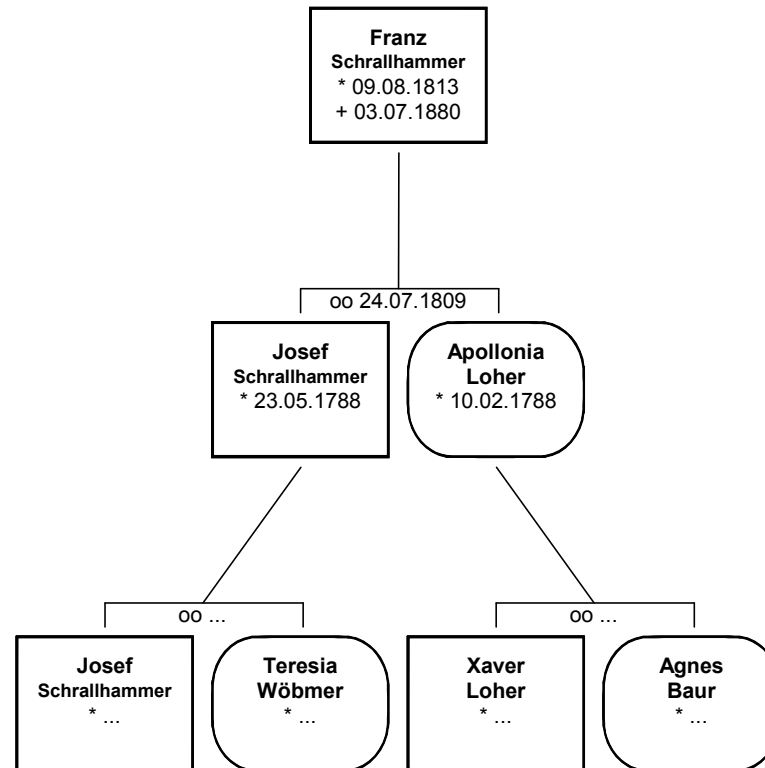 Franz
Schrallhammer
* 09.08.1813
+ 03.07.1880
oo 24.07.1809
Josef
Schrallhammer
* 23.05.1788
Apollonia
Loher
* 10.02.1788
oo ...
oo ...
Josef
Schrallhammer
* ...
Teresia
Wöbmer
* ...
Xaver
Loher
* ...
Agnes
Baur
* ...